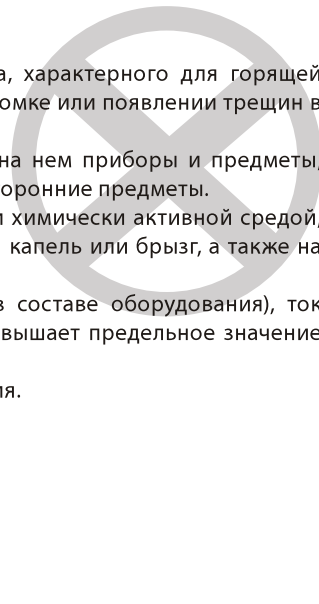 а, характерного для горящей
омке или появлении трещин в
на нем приборы и предметы,
оронние предметы.
и химически активной средой,
капель или брызг, а также на
в составе оборудования), ток
вышает предельное значение
ия.